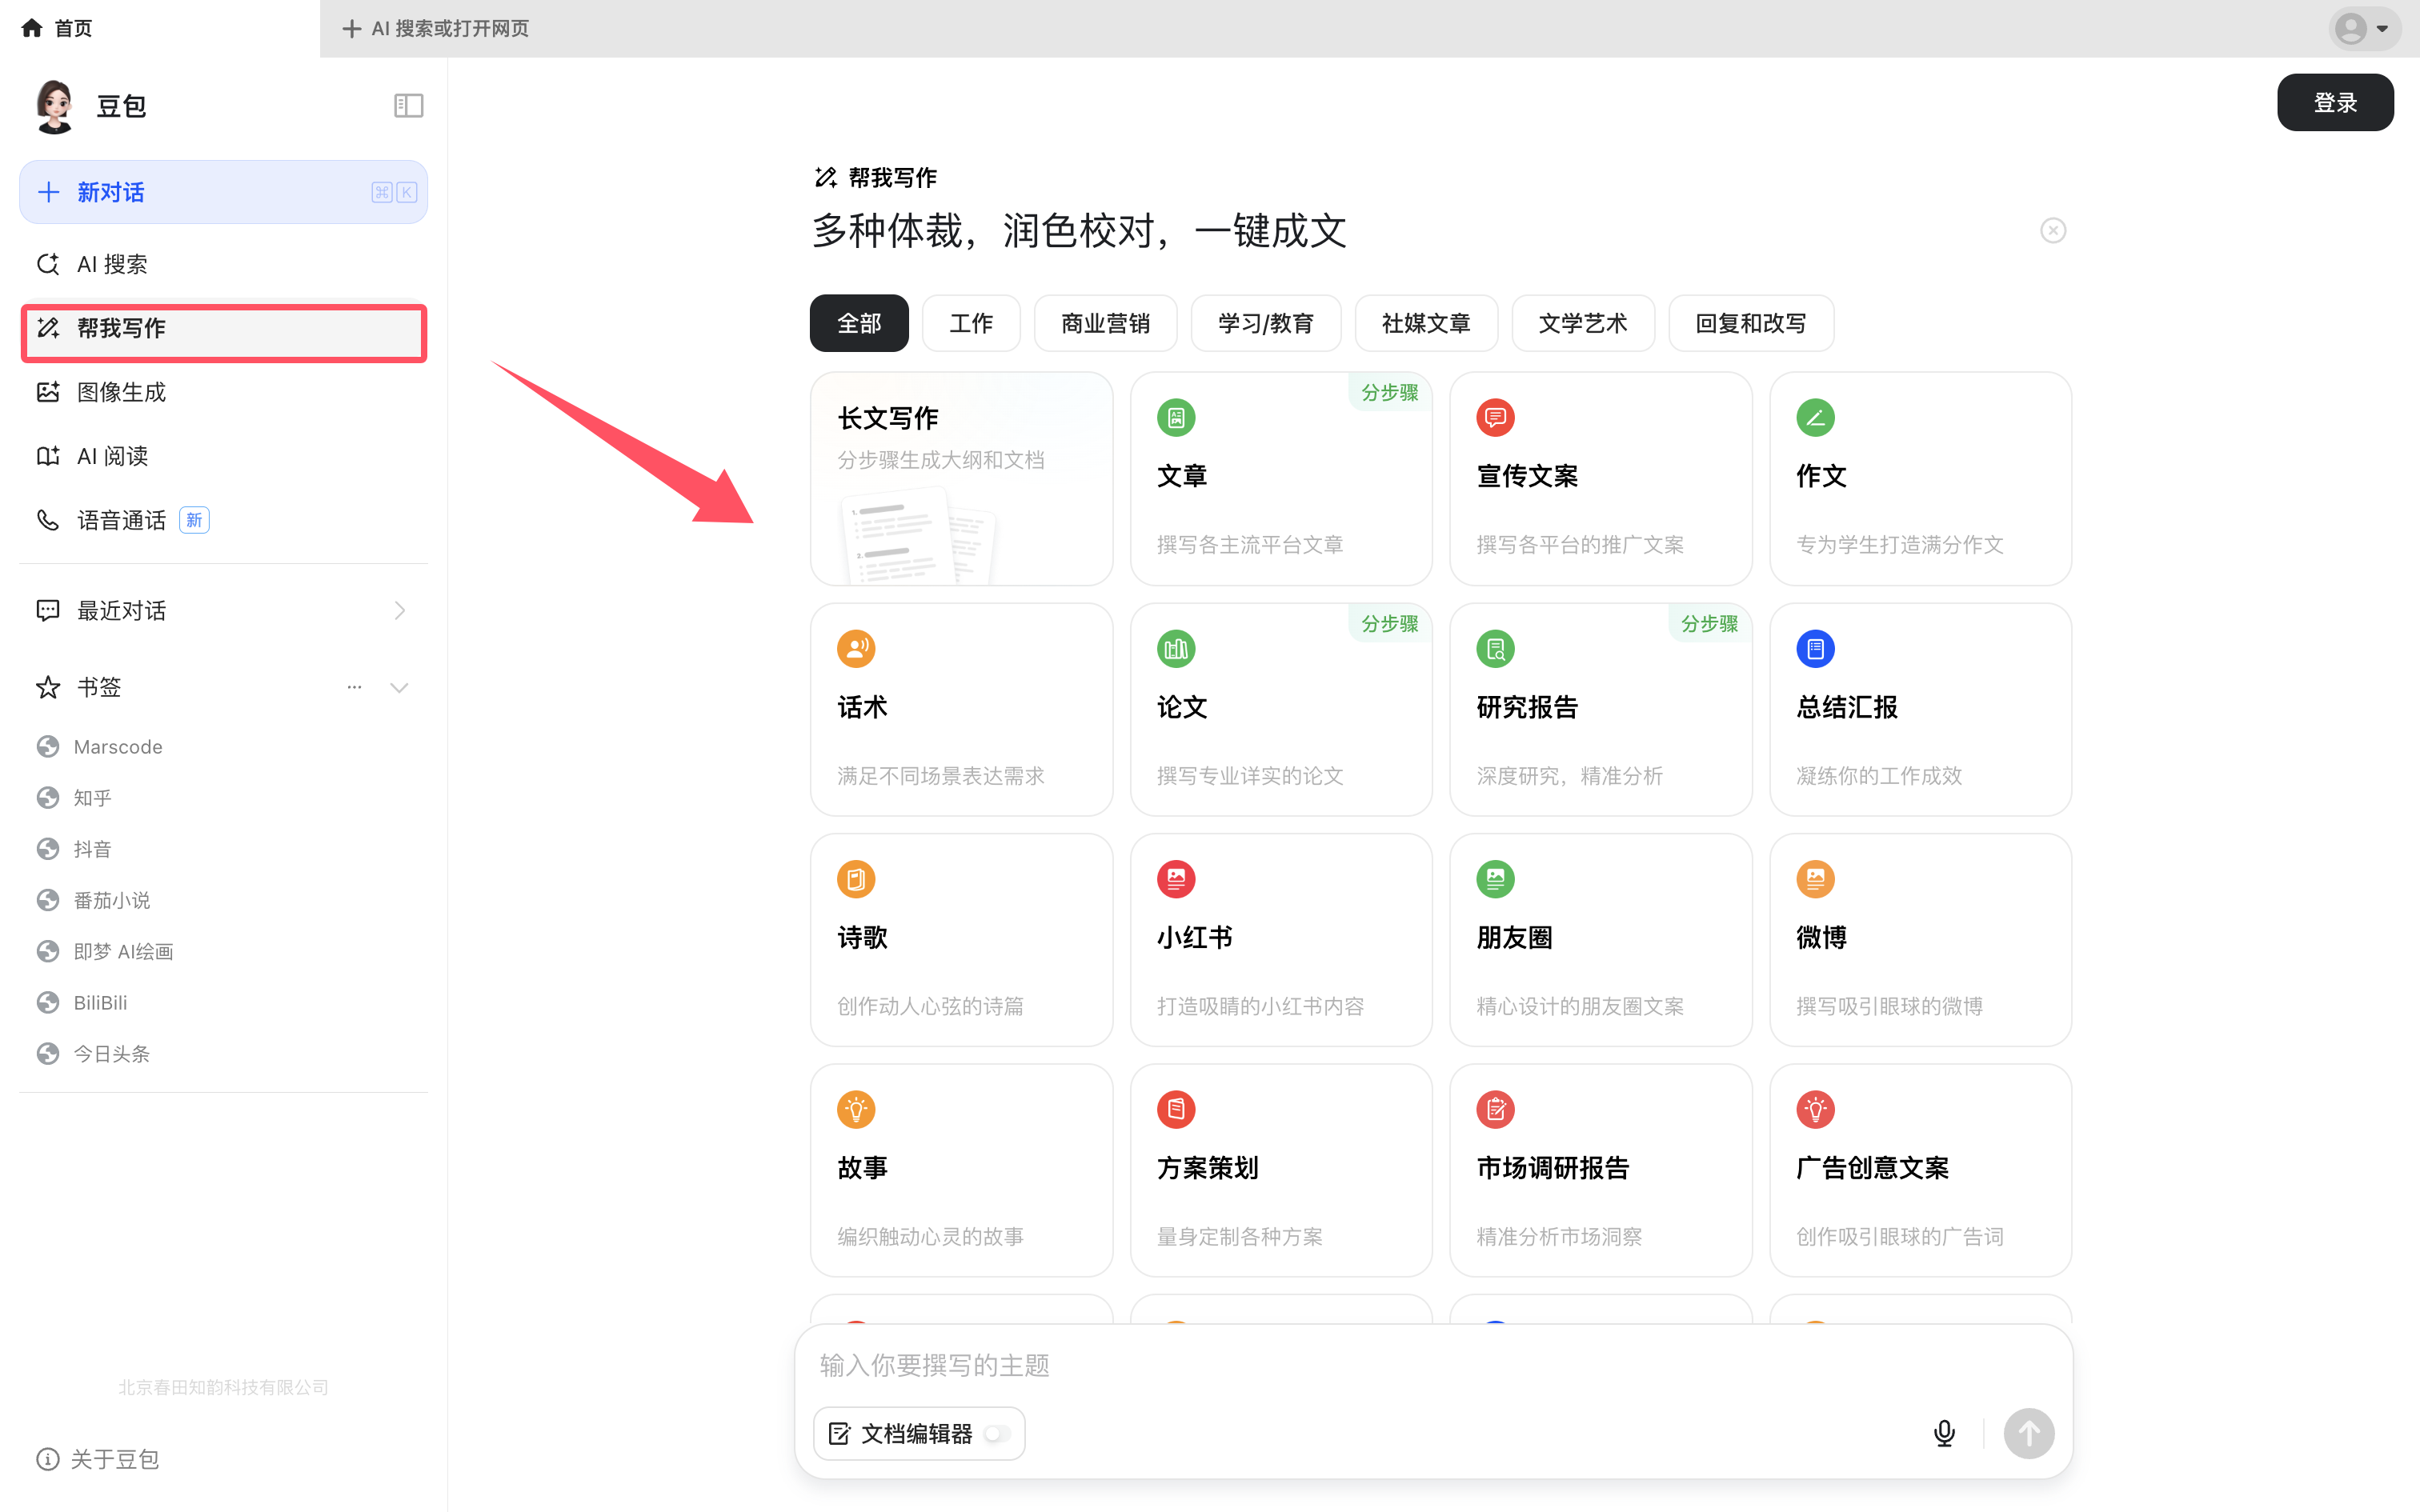 首页
AI 搜索或打开网页
豆包
登录
新对话
⌘ K
AI 搜索
帮我写作
图像生成
AI 阅读
语音通话 新
最近对话
书签
Marscode
知乎
抖音
番茄小说
即梦 AI绘画
BiliBili
今日头条
北京春田知韵科技有限公司
关于豆包
帮我写作
多种体裁，润色校对，一键成文
全部 工作 商业营销 学习/教育 社媒文章 文学艺术 回复和改写
长文写作
分步骤生成大纲和文档
分步骤
文章
撰写各主流平台文章
宣传文案
撰写各平台的推广文案
作文
专为学生打造满分作文
话术
满足不同场景表达需求
分步骤
论文
撰写专业详实的论文
分步骤
研究报告
深度研究，精准分析
总结汇报
凝练你的工作成效
诗歌
创作动人心弦的诗篇
小红书
打造吸睛的小红书内容
朋友圈
精心设计的朋友圈文案
微博
撰写吸引眼球的微博
故事
编织触动心灵的故事
方案策划
量身定制各种方案
市场调研报告
精准分析市场洞察
广告创意文案
创作吸引眼球的广告词
输入你要撰写的主题
文档编辑器